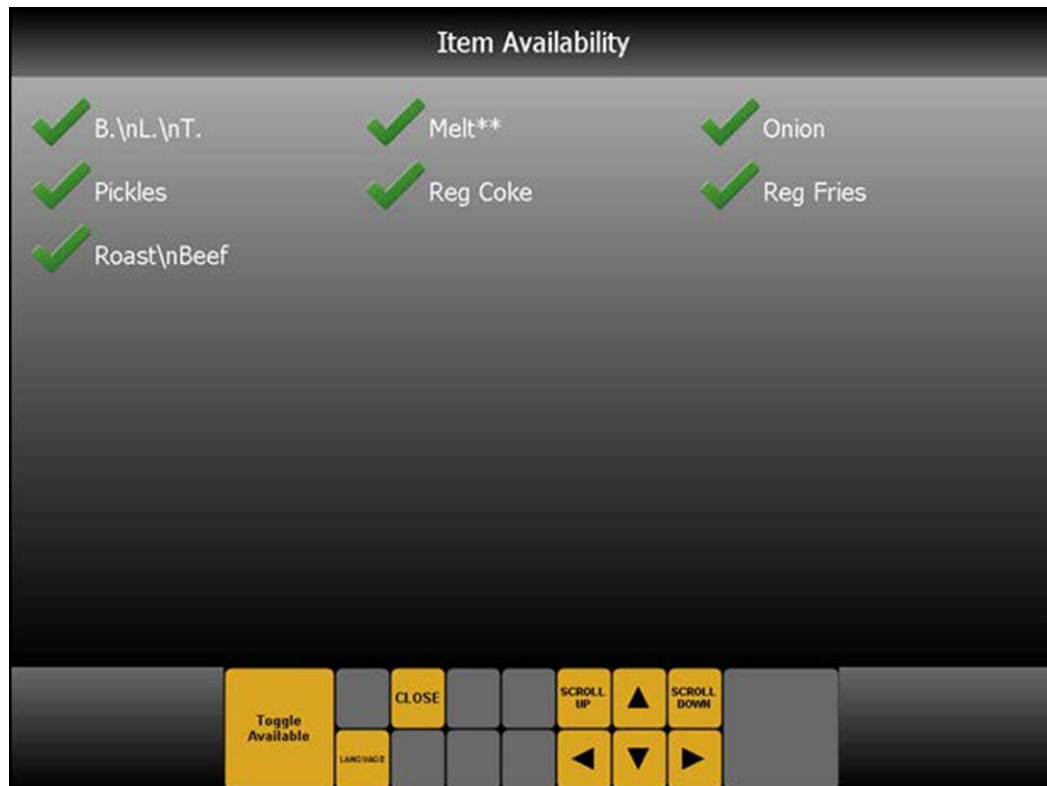 Item Availability
B.\nL.\nT. Melt** Onion
Pickles Reg Coke Reg Fries
Roast\nBeef
Toggle
Available
CLOSE
SCROLL
UP
SCROLL
DOWN
LANGUAGE